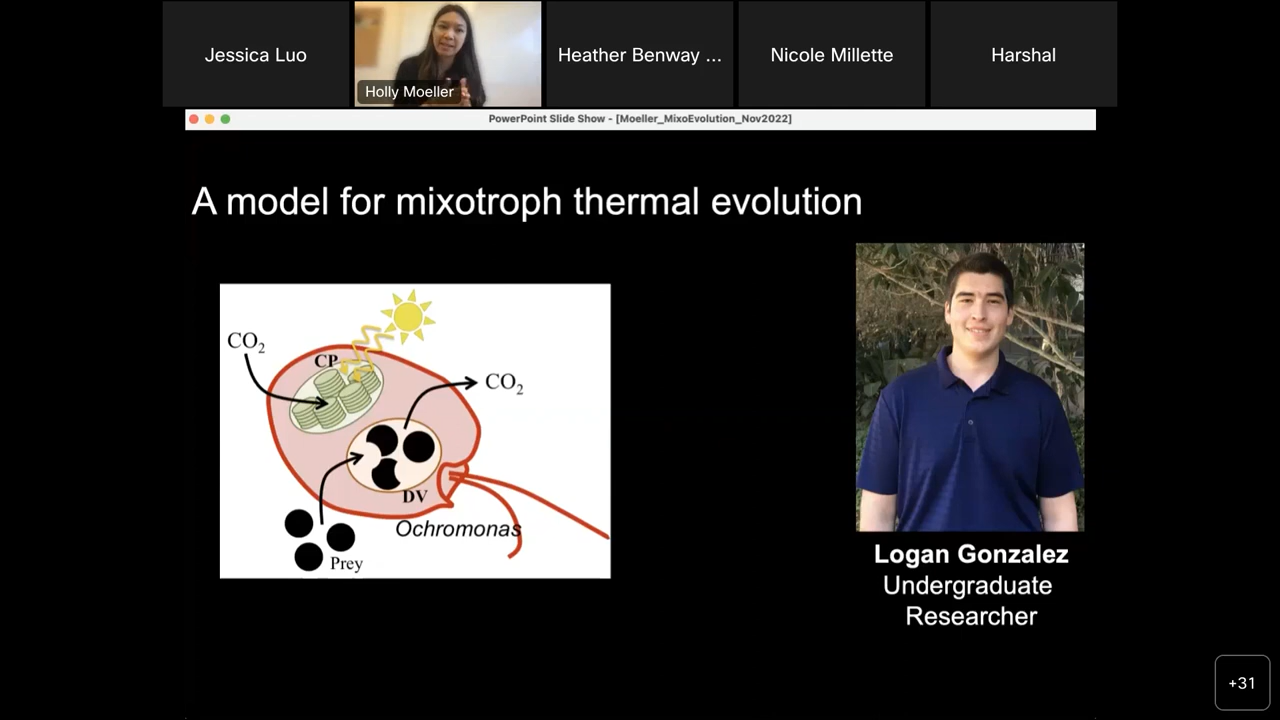 Jessica Luo
Holly Moeller
Heather Benway ...
Nicole Millette
Harshal
PowerPoint Slide Show - [Moeller_MixoEvolution_Nov2022]
A model for mixotroph thermal evolution
CO₂
CP
CO₂
DV
Ochromonas
Prey
Logan Gonzalez
Undergraduate
Researcher
+31